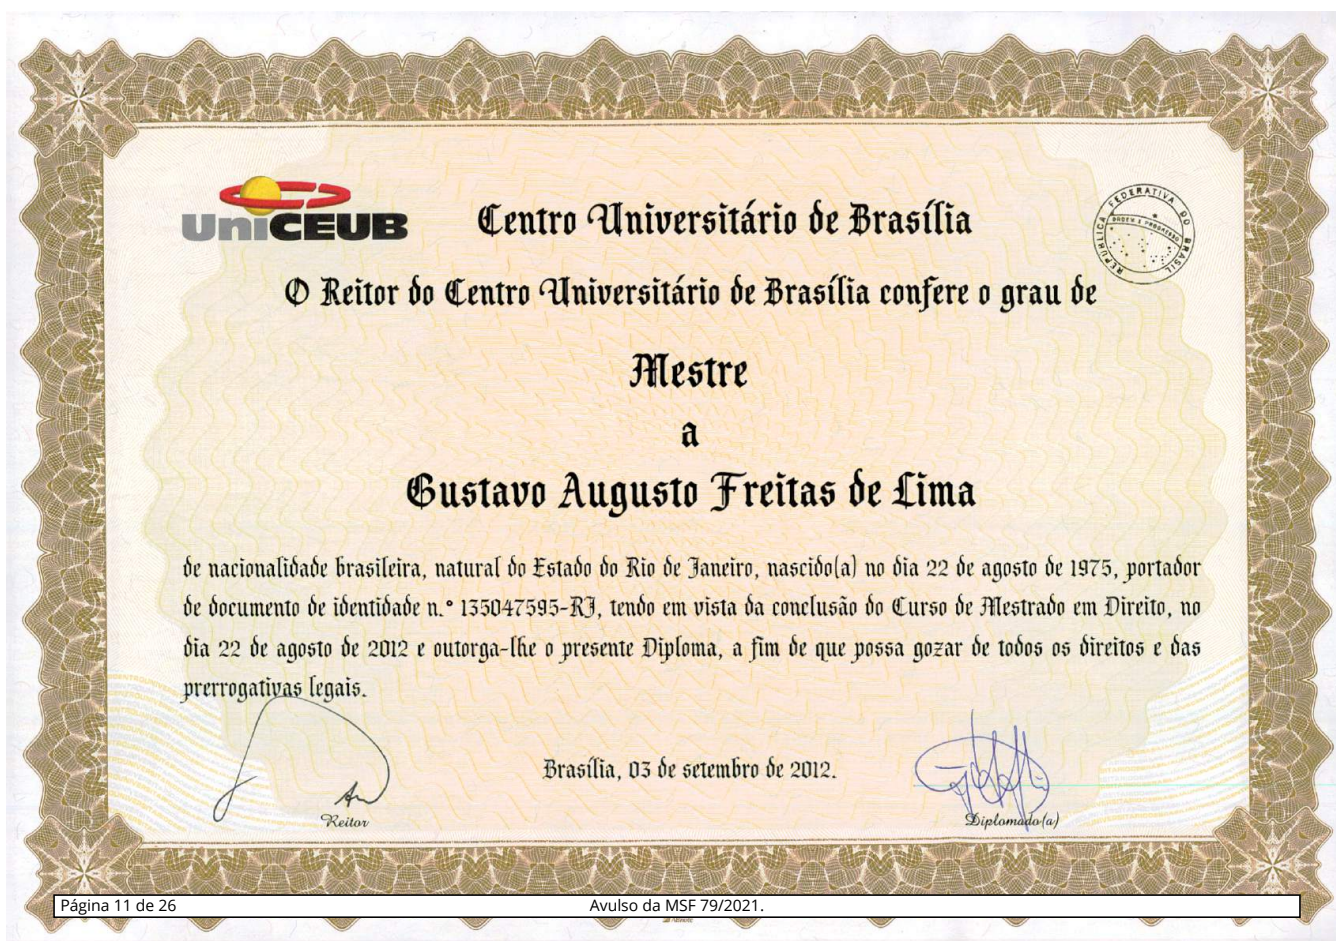 UniCEUB
Centro Universitário de Brasília
REPÚBLICA FEDERATIVA DO BRASIL
ORDEM E PROGRESSO
O Reitor do Centro Universitário de Brasília confere o grau de
Mestre
a
Gustavo Augusto Freitas de Lima
de nacionalidade brasileira, natural do Estado do Rio de Janeiro, nascido(a) no dia 22 de agosto de 1975, portador
de documento de identidade n.º 135047595-RJ, tendo em vista da conclusão do Curso de Mestrado em Direito, no
dia 22 de agosto de 2012 e outorga-lhe o presente Diploma, a fim de que possa gozar de todos os direitos e das
prerrogativas legais.
Brasília, 03 de setembro de 2012.
Reitor
Diplomado(a)
Página 11 de 26
Avulso da MSF 79/2021.